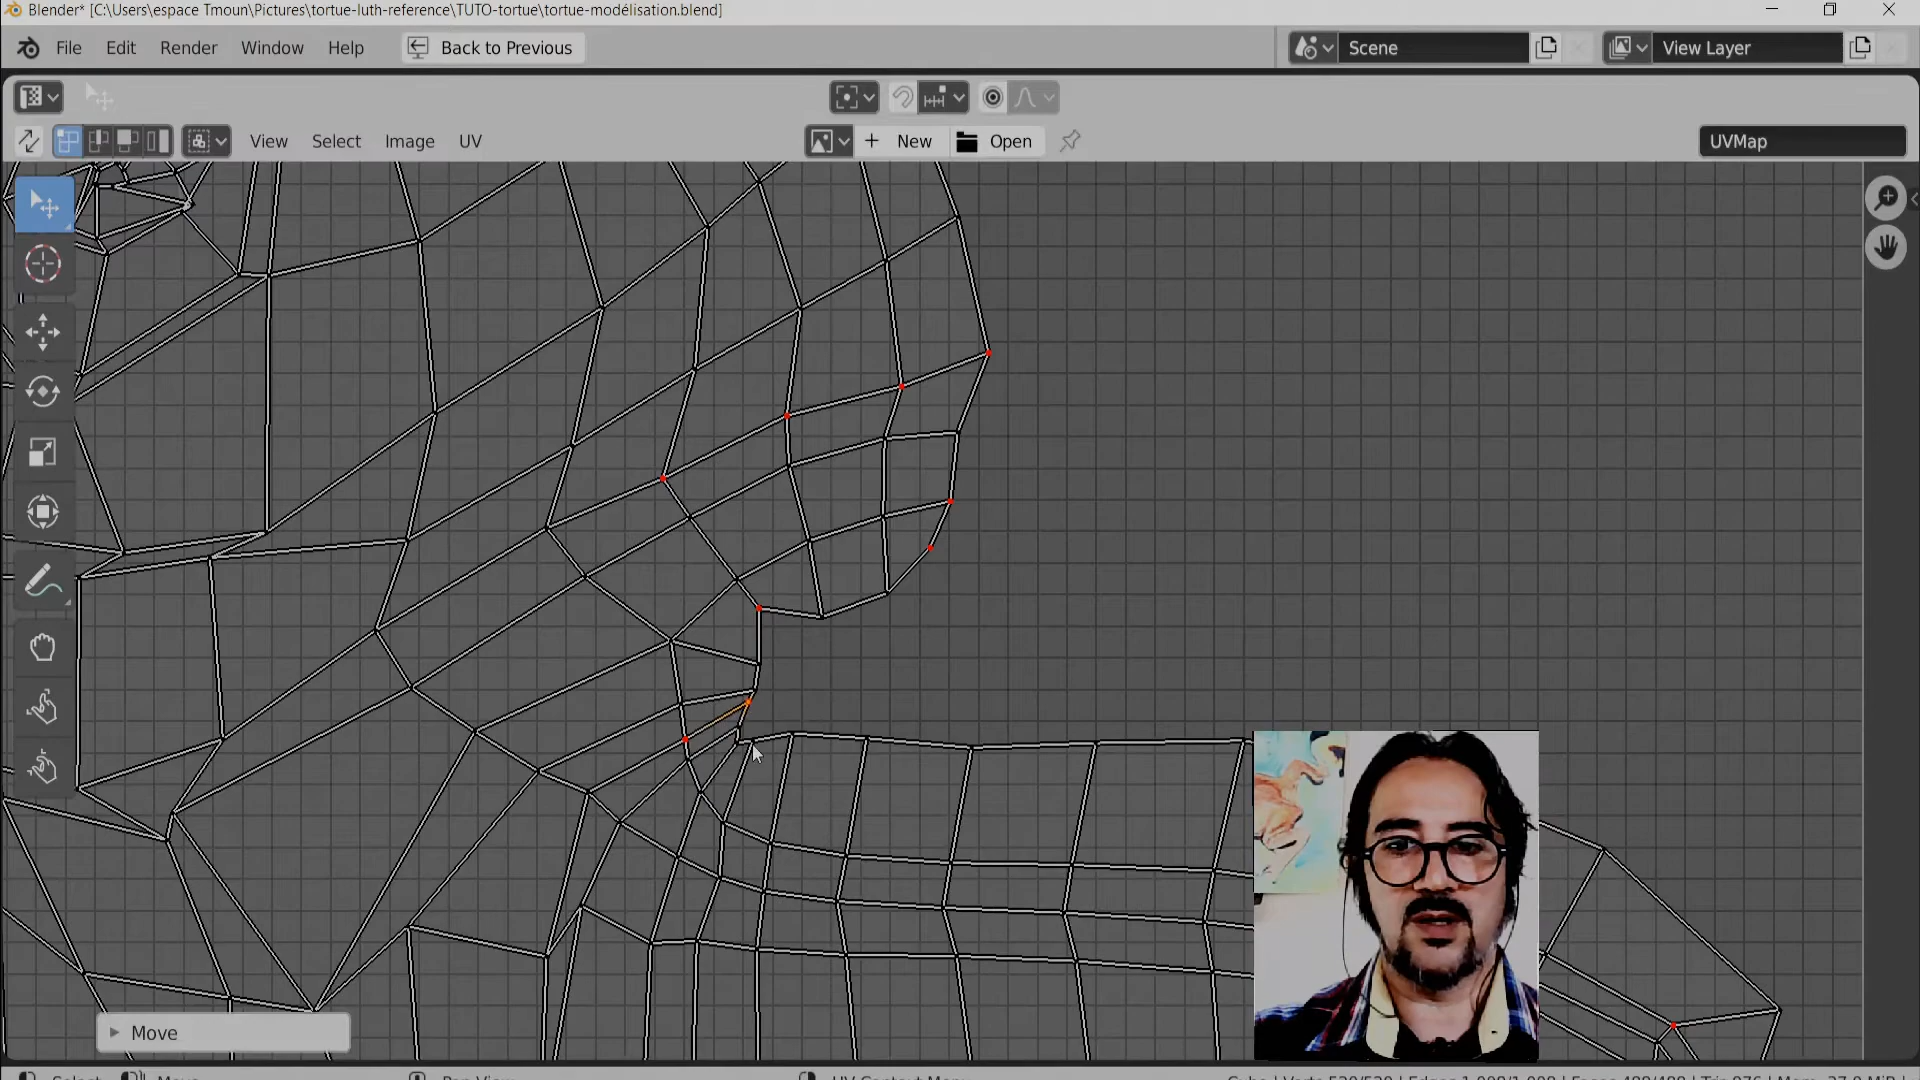 Blender* [C:\Users\espace Tmoun\Pictures\tortue-luth-reference\TUTO-tortue\tortue-modélisation.blend]
File Edit Render Window Help Back to Previous Scene View Layer
View Select Image UV New Open UVMap
Move